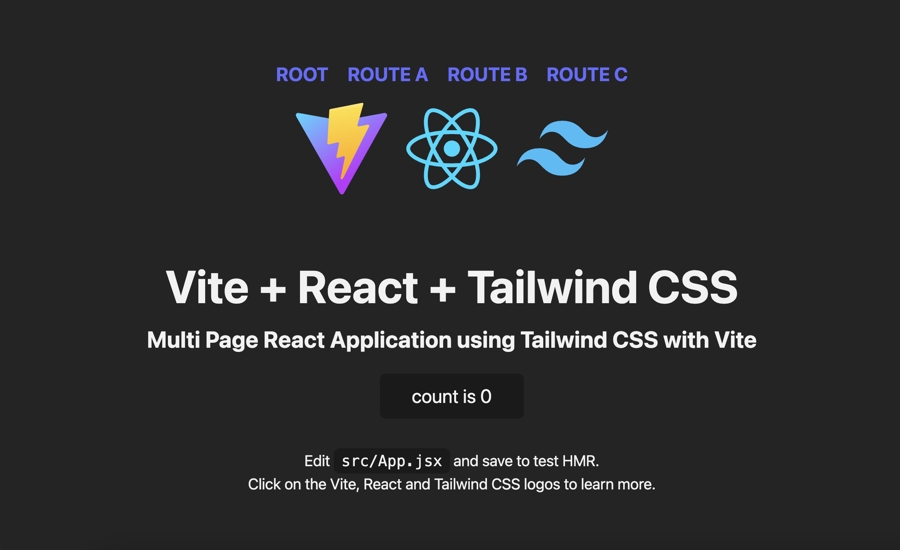 ROOT ROUTE A ROUTE B ROUTE C
Vite + React + Tailwind CSS
Multi Page React Application using Tailwind CSS with Vite
count is 0
Edit src/App.jsx and save to test HMR.
Click on the Vite, React and Tailwind CSS logos to learn more.